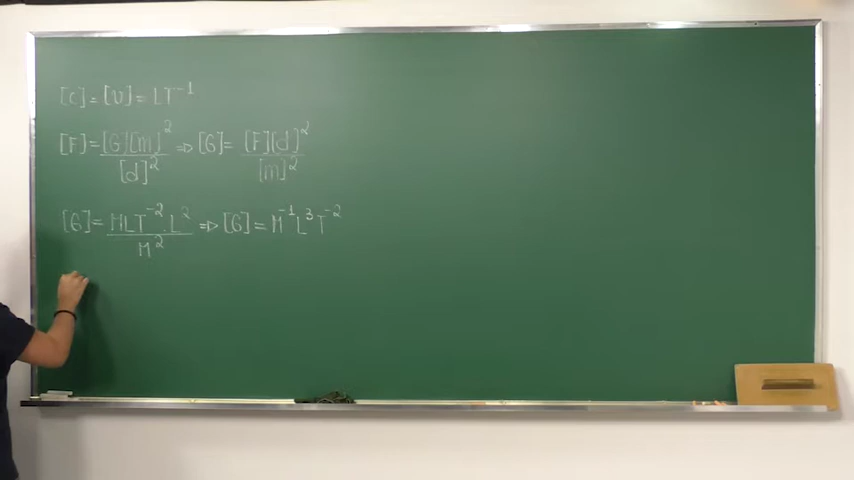 [C]=[v]=LT⁻¹
[F]=[G][m]²/[d]² ⇒ [G]=[F][d]²/[m]²
[G]=MLT⁻².L²/M² ⇒ [G]=M⁻¹L³T⁻²